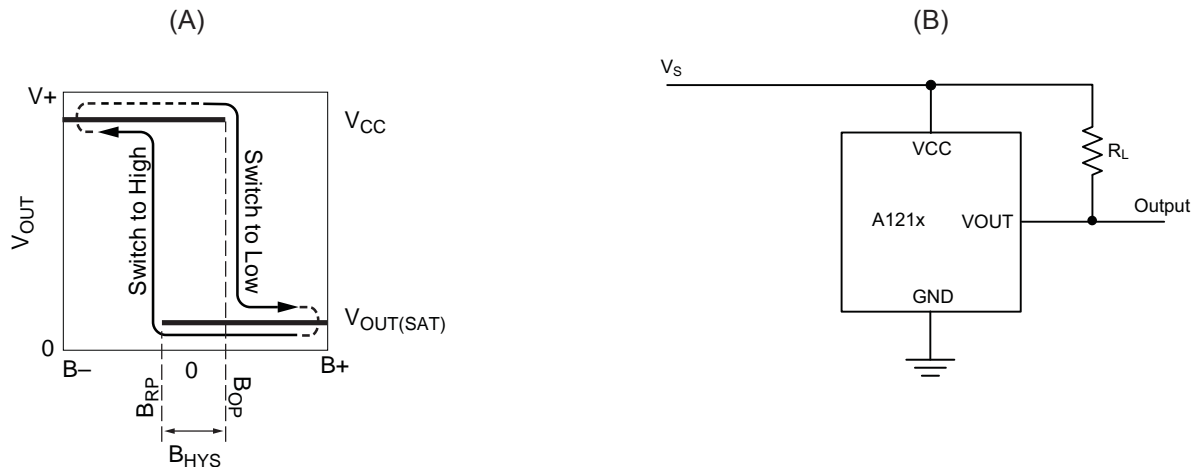 (A)
V+
VCC
Switch to High
Switch to Low
VOUT
VOUT(SAT)
0
B–
0
B+
BRP
BOP
BHYS
(B)
VS
VCC
RL
A121x
VOUT
Output
GND